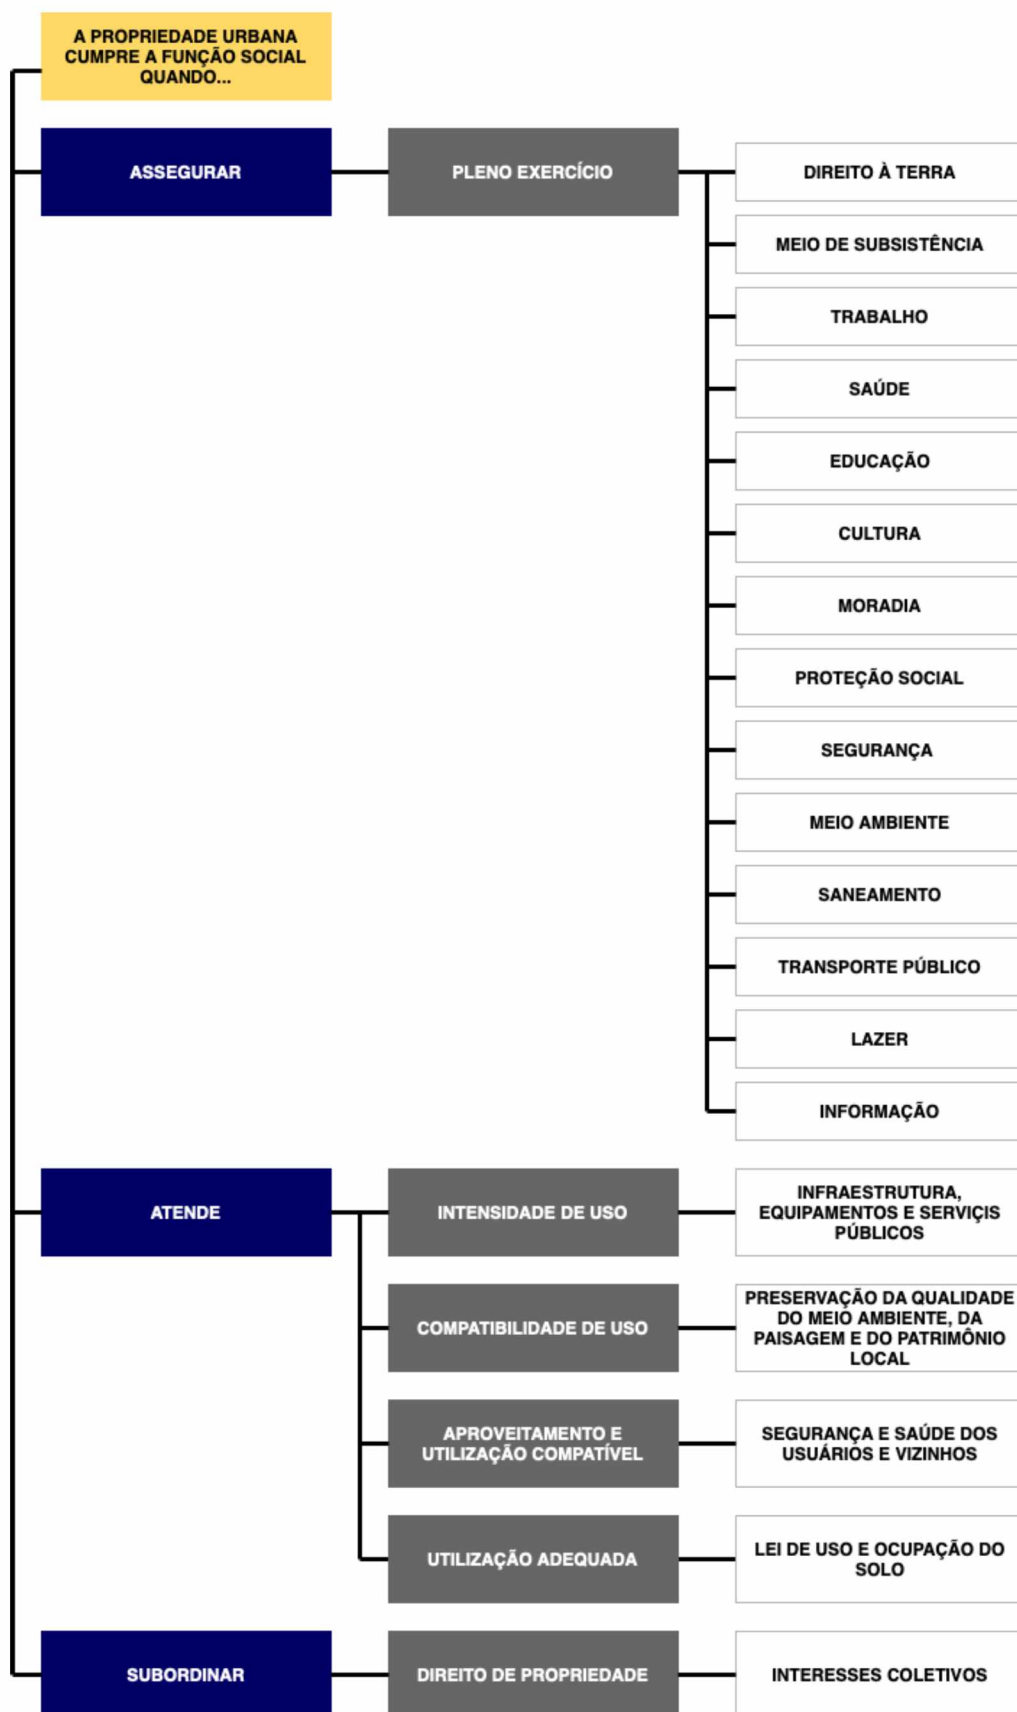 A PROPRIEDADE URBANA
CUMPRE A FUNÇÃO SOCIAL
QUANDO...
ASSEGURAR
PLENO EXERCÍCIO
DIREITO À TERRA
MEIO DE SUBSISTÊNCIA
TRABALHO
SAÚDE
EDUCAÇÃO
CULTURA
MORADIA
PROTEÇÃO SOCIAL
SEGURANÇA
MEIO AMBIENTE
SANEAMENTO
TRANSPORTE PÚBLICO
LAZER
INFORMAÇÃO
ATENDE
INTENSIDADE DE USO
INFRAESTRUTURA,
EQUIPAMENTOS E SERVIÇIS
PÚBLICOS
COMPATIBILIDADE DE USO
PRESERVAÇÃO DA QUALIDADE
DO MEIO AMBIENTE, DA
PAISAGEM E DO PATRIMÔNIO
LOCAL
APROVEITAMENTO E
UTILIZAÇÃO COMPATÍVEL
SEGURANÇA E SAÚDE DOS
USUÁRIOS E VIZINHOS
UTILIZAÇÃO ADEQUADA
LEI DE USO E OCUPAÇÃO DO
SOLO
SUBORDINAR
DIREITO DE PROPRIEDADE
INTERESSES COLETIVOS